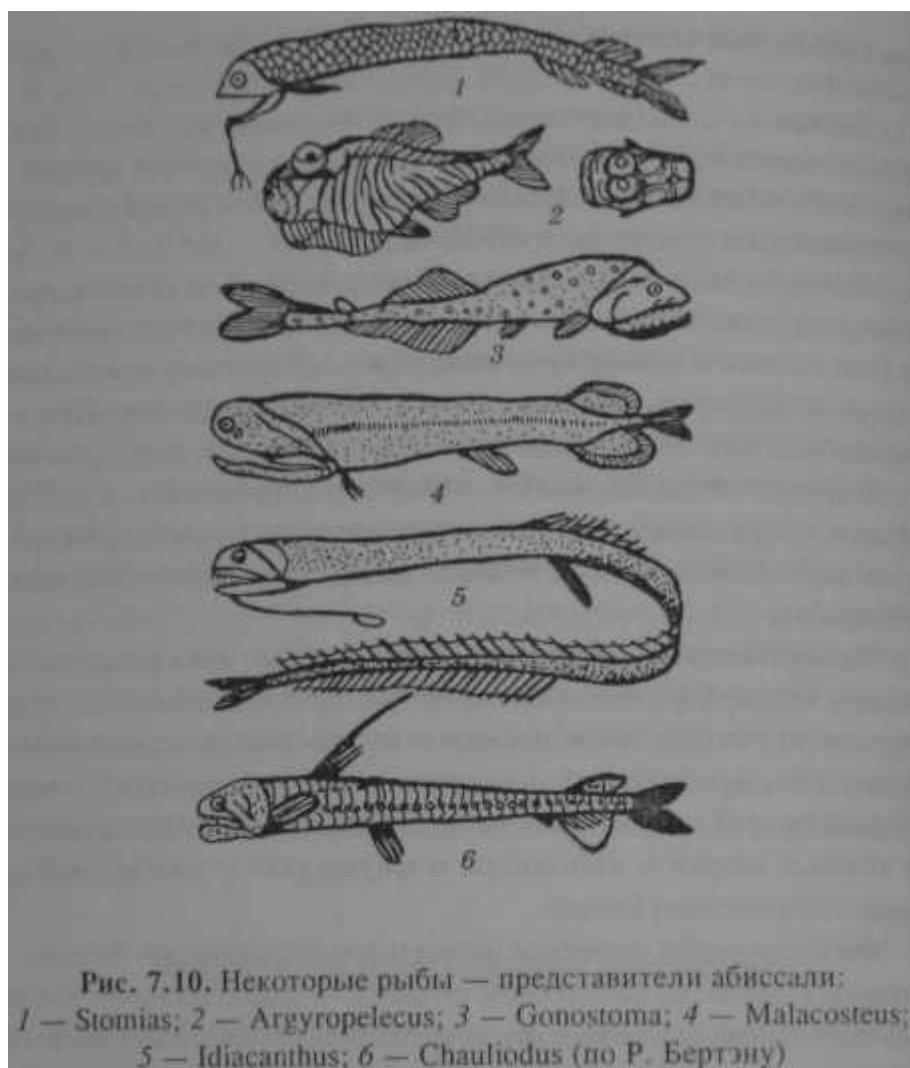 1
2
3
4
5
6
Рис. 7.10. Некоторые рыбы — представители абиссали:
1 — Stomias; 2 — Argyropelecus; 3 — Gonostoma; 4 — Malacosteus;
5 — Idiacanthus; 6 — Chauliodus (по Р. Бертэну)